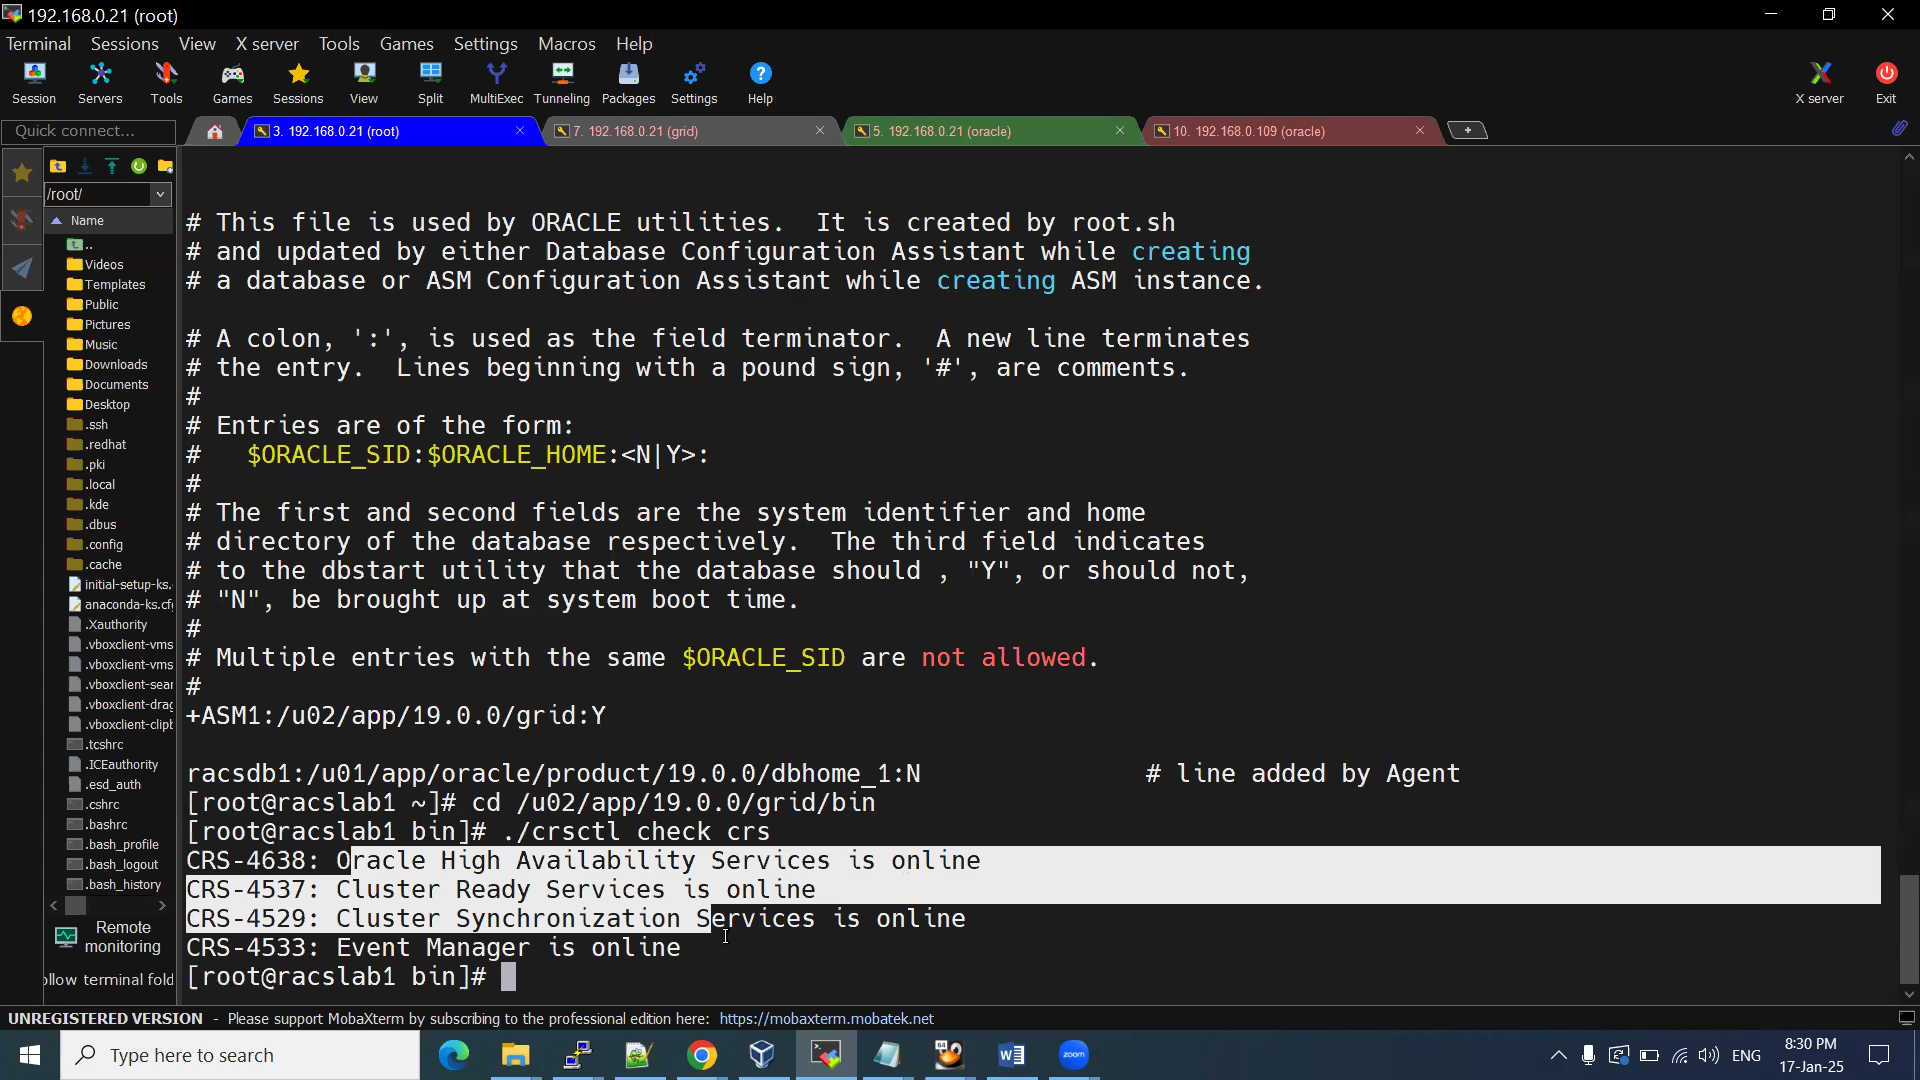 192.168.0.21 (root)
Terminal Sessions View X server Tools Games Settings Macros Help
Session Servers Tools Games Sessions View Split MultiExec Tunneling Packages Settings Help X server Exit
Quick connect...
3. 192.168.0.21 (root)
7. 192.168.0.21 (grid)
5. 192.168.0.21 (oracle)
10. 192.168.0.109 (oracle)
/root/
Name
..
Videos
Templates
Public
Pictures
Music
Downloads
Documents
Desktop
.ssh
.redhat
.pki
.local
.kde
.dbus
.config
.cache
initial-setup-ks.
anaconda-ks.cf
.Xauthority
.vboxclient-vms
.vboxclient-vms
.vboxclient-sea
.vboxclient-drag
.vboxclient-clip
.tcshrc
.ICEauthority
.esd_auth
.cshrc
.bashrc
.bash_profile
.bash_logout
.bash_history
Remote
monitoring
ollow terminal fold
# This file is used by ORACLE utilities.  It is created by root.sh
# and updated by either Database Configuration Assistant while creating
# a database or ASM Configuration Assistant while creating ASM instance.
# A colon, ':', is used as the field terminator.  A new line terminates
# the entry.  Lines beginning with a pound sign, '#', are comments.
#
# Entries are of the form:
#   $ORACLE_SID:$ORACLE_HOME:<N|Y>:
#
# The first and second fields are the system identifier and home
# directory of the database respectively.  The third field indicates
# to the dbstart utility that the database should , "Y", or should not,
# "N", be brought up at system boot time.
#
# Multiple entries with the same $ORACLE_SID are not allowed.
#
+ASM1:/u02/app/19.0.0/grid:Y
racsdb1:/u01/app/oracle/product/19.0.0/dbhome_1:N               # line added by Agent
[root@racslab1 ~]# cd /u02/app/19.0.0/grid/bin
[root@racslab1 bin]# ./crsctl check crs
CRS-4638: Oracle High Availability Services is online
CRS-4537: Cluster Ready Services is online
CRS-4529: Cluster Synchronization Services is online
CRS-4533: Event Manager is online
[root@racslab1 bin]#
UNREGISTERED VERSION - Please support MobaXterm by subscribing to the professional edition here: https://mobaxterm.mobatek.net
Type here to search
64
zoom
ENG
8:30 PM
17-Jan-25